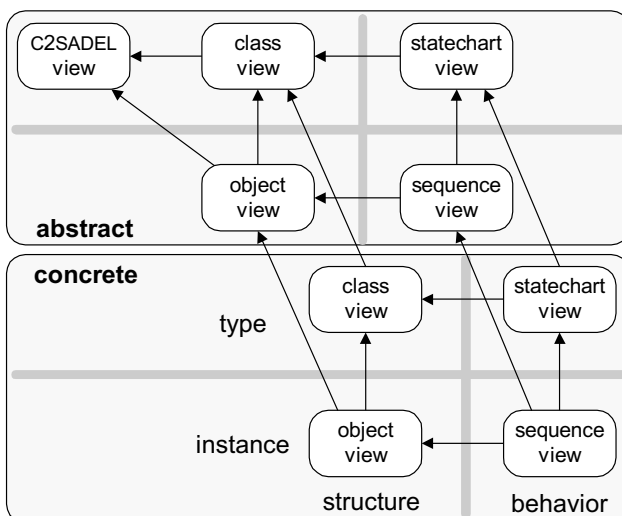 C2SADEL
view
class
view
statechart
view
object
view
sequence
view
abstract
concrete
class
view
statechart
view
type
object
view
sequence
view
instance
structure
behavior